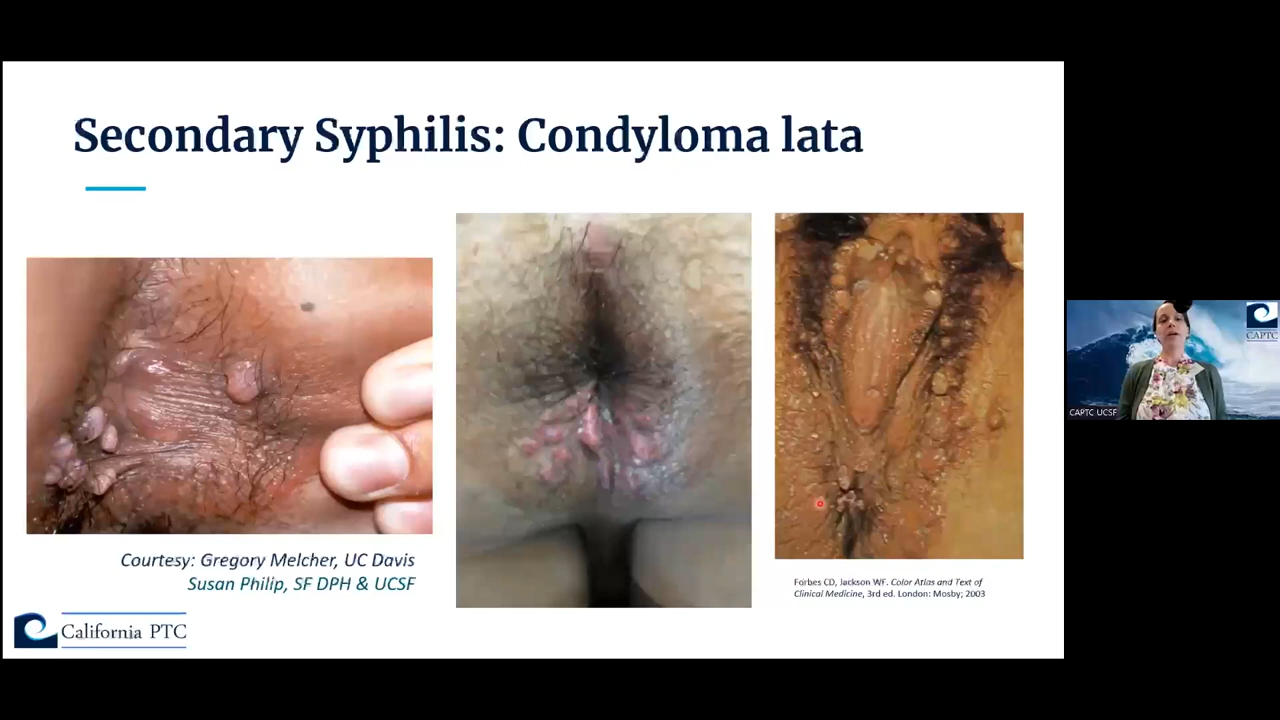 Secondary Syphilis: Condyloma lata
Courtesy: Gregory Melcher, UC Davis
Susan Philip, SF DPH & UCSF
Forbes CD, Jackson WF. Color Atlas and Text of
Clinical Medicine, 3rd ed. London: Mosby; 2003
California PTC
CAPTC
CAPTC UCSF